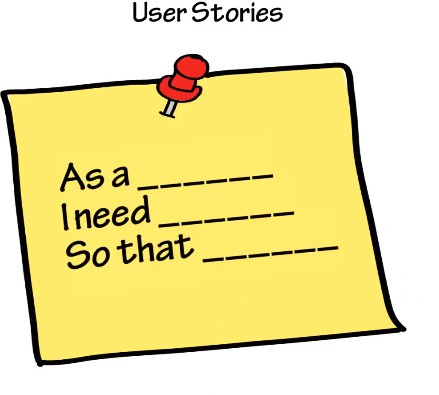 User Stories
As a ______
I need ______
So that ______